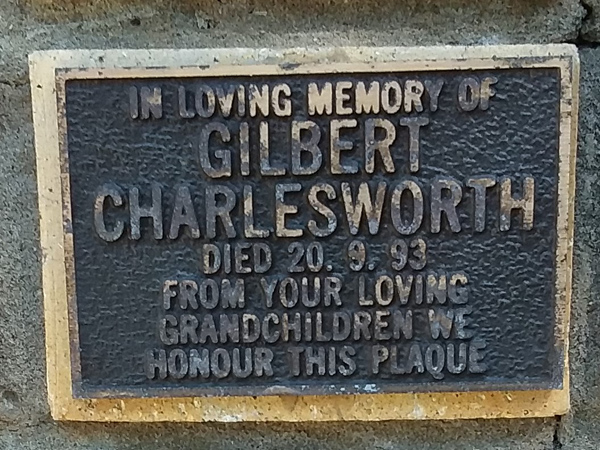 IN LOVING MEMORY OF
GILBERT
CHARLESWORTH
DIED 20. 9. 93
FROM YOUR LOVING
GRANDCHILDREN WE
HONOUR THIS PLAQUE